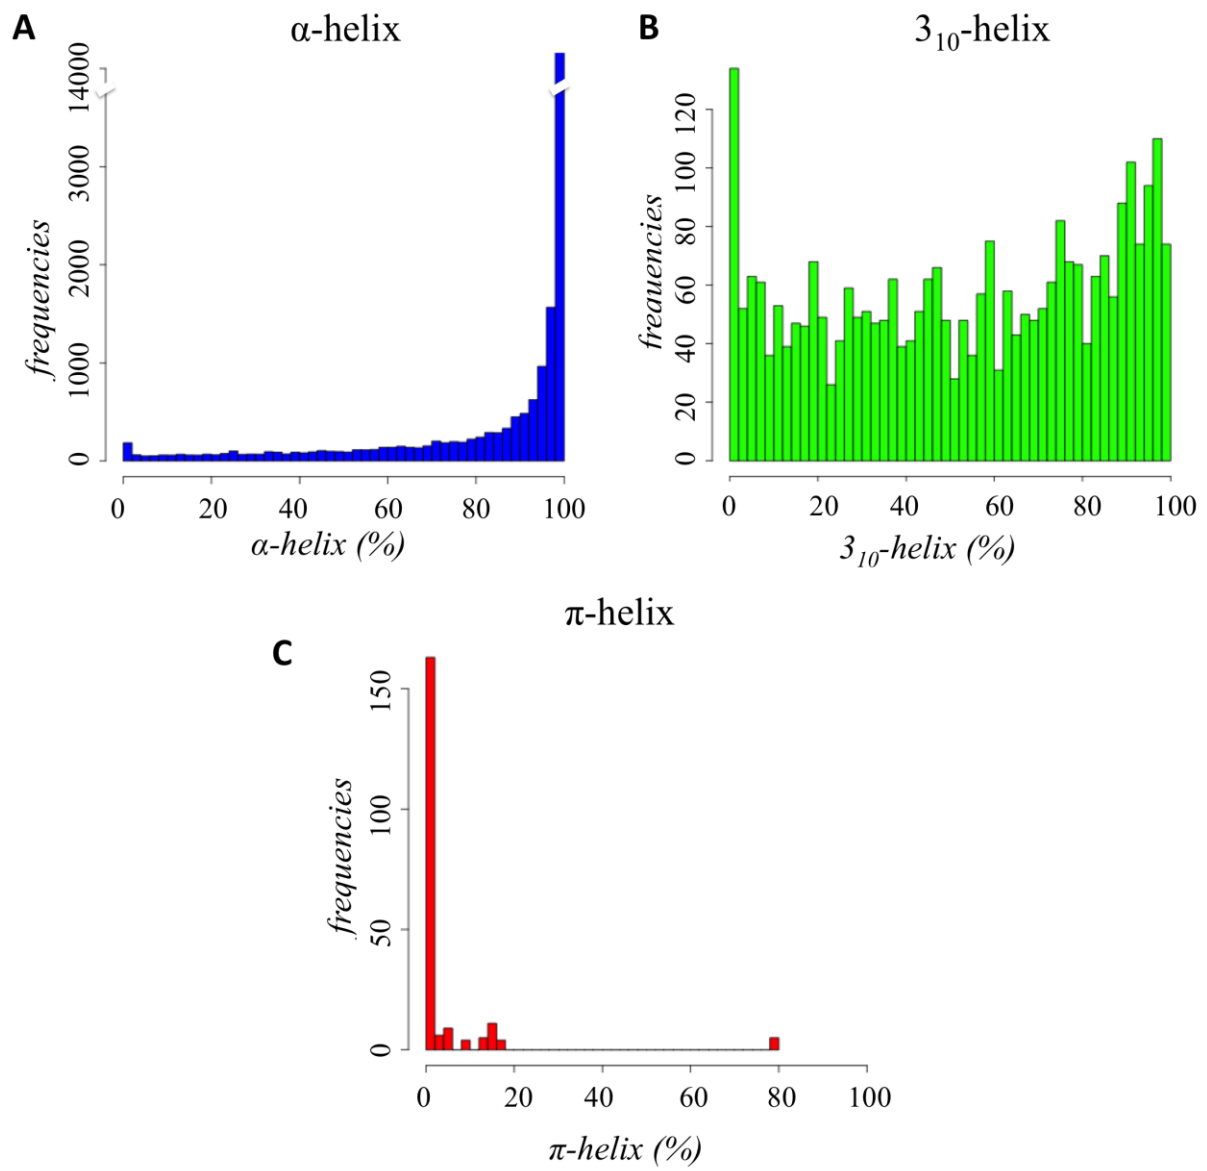 A
α-helix
14000
3000
2000
1000
0
frequencies
0 20 40 60 80 100
α-helix (%)
B
3₁₀-helix
120
100
80
60
40
20
0
freauencies
0 20 40 60 80 100
3₁₀-helix (%)
π-helix
C
150
100
50
0
frequencies
0 20 40 60 80 100
π-helix (%)